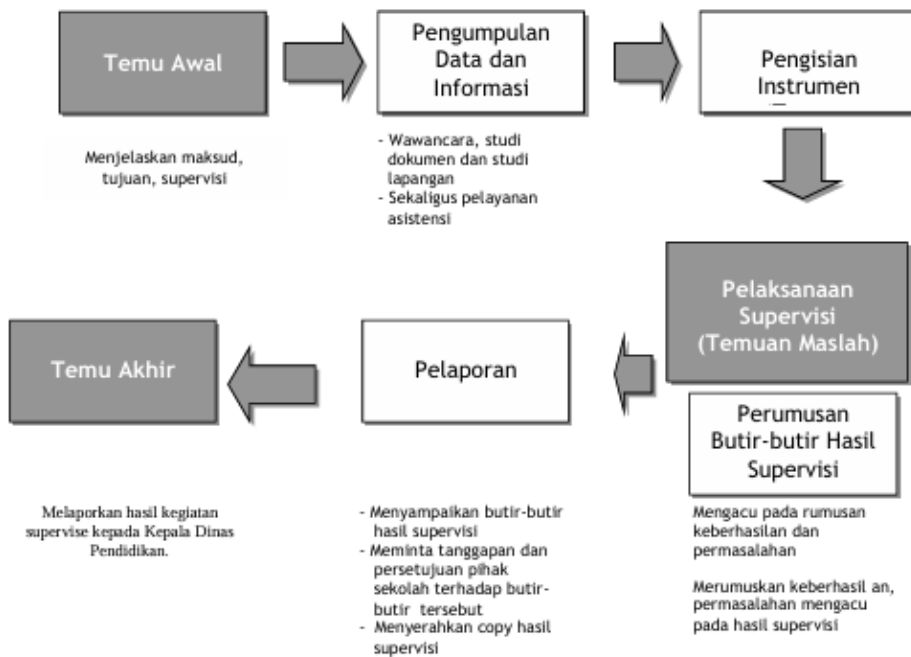 Temu Awal
Menjelaskan maksud,
tujuan, supervisi
Pengumpulan
Data dan
Informasi
- Wawancara, studi
dokumen dan studi
lapangan
- Sekaligus pelayanan
asistensi
Pengisian
Instrumen
Pelaksanaan
Supervisi
(Temuan Maslah)
Perumusan
Butir-butir Hasil
Supervisi
Mengacu pada rumusan
keberhasilan dan
permasalahan
Merumuskan keberhasil an,
permasalahan mengacu
pada hasil supervisi
Pelaporan
- Menyampaikan butir-butir
hasil supervisi
- Meminta tanggapan dan
persetujuan pihak
sekolah terhadap butir-
butir tersebut
- Menyerahkan copy hasil
supervisi
Temu Akhir
Melaporkan hasil kegiatan
supervise kepada Kepala Dinas
Pendidikan.